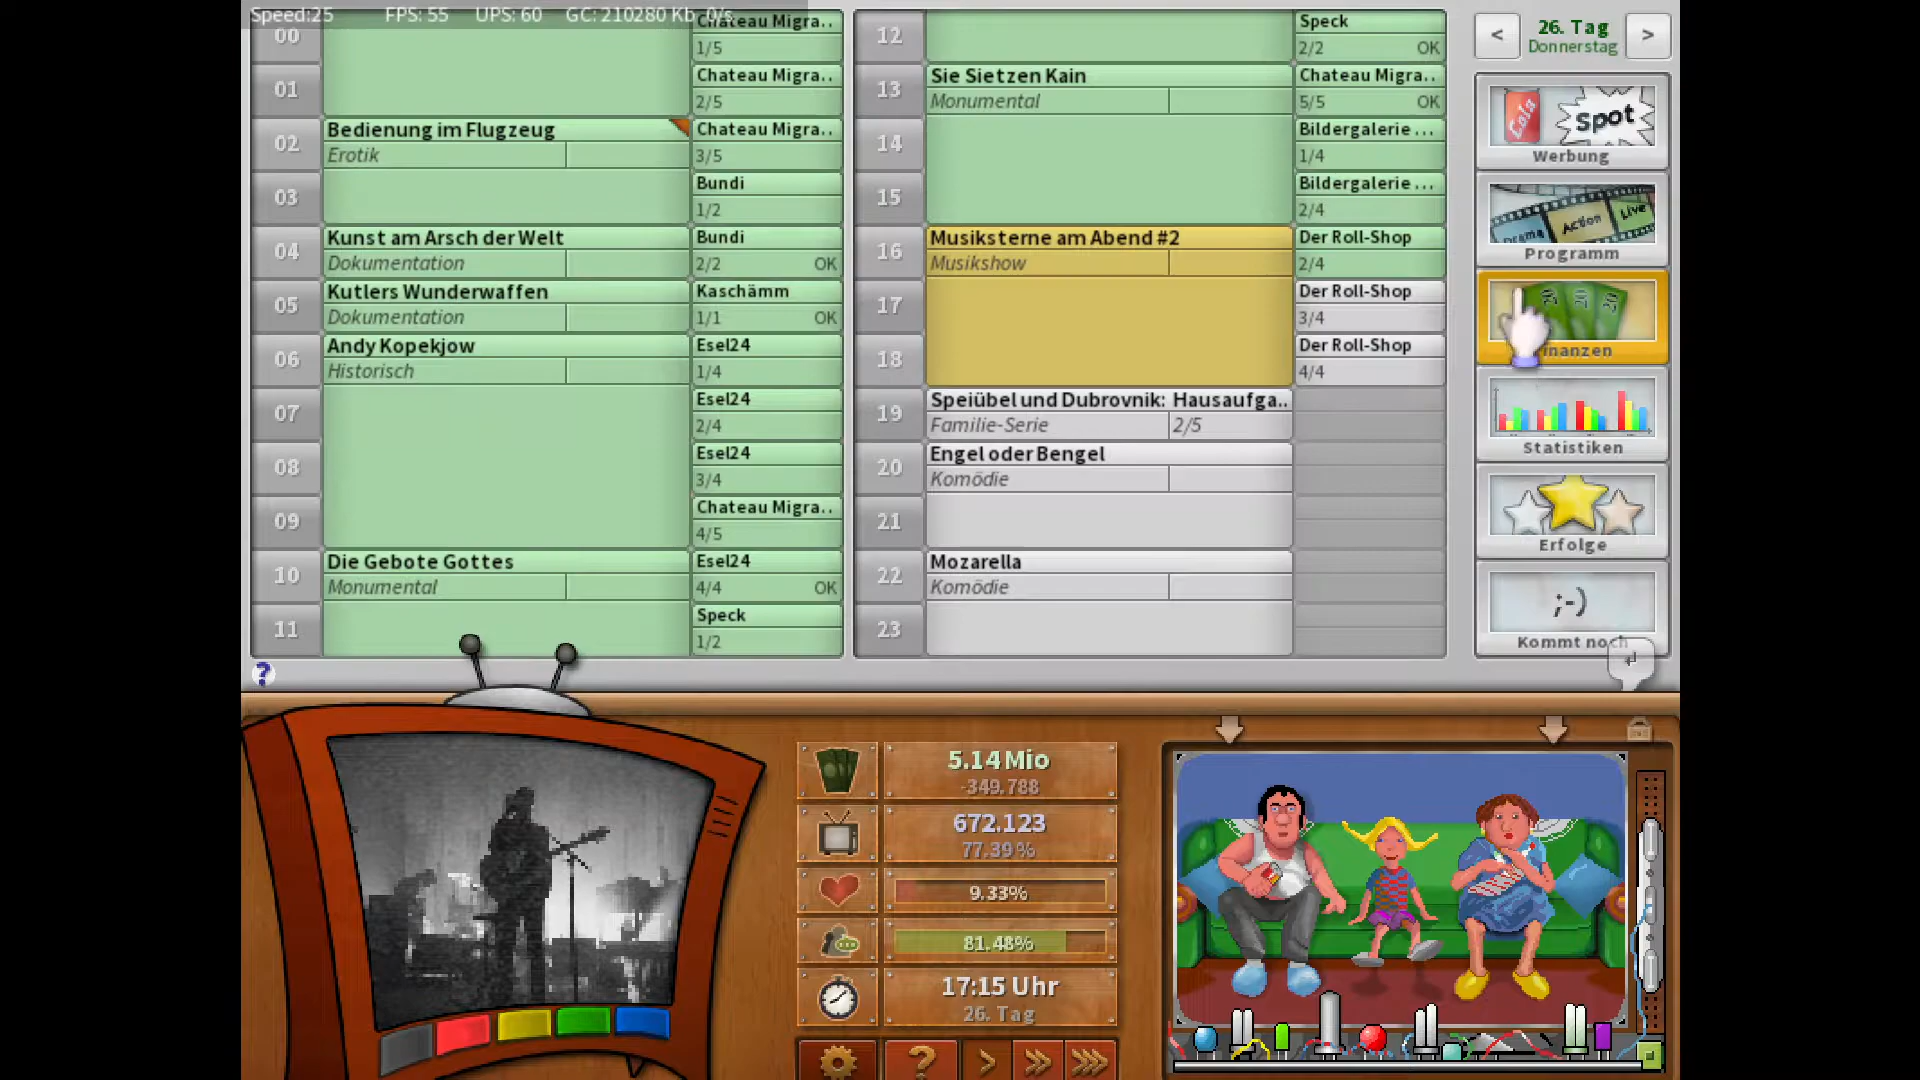 Speed:25 FPS: 55 UPS: 60 GC: 210280 Kb 0/s
00 Chateau Migra..
1/5
01 Chateau Migra..
2/5
02 Bedienung im Flugzeug Chateau Migra..
Erotik 3/5
03 Bundi
1/2
04 Kunst am Arsch der Welt Bundi
Dokumentation 2/2 OK
05 Kutlers Wunderwaffen Kaschämm
Dokumentation 1/1 OK
06 Andy Kopekjow Esel24
Historisch 1/4
07 Esel24
2/4
08 Esel24
3/4
09 Chateau Migra..
4/5
10 Die Gebote Gottes Esel24
Monumental 4/4 OK
11 Speck
1/2
12 Speck
2/2 OK
13 Sie Sietzen Kain Chateau Migra..
Monumental 5/5 OK
14 Bildergalerie ...
1/4
15 Bildergalerie ...
2/4
16 Musiksterne am Abend #2 Der Roll-Shop
Musikshow 2/4
17 Der Roll-Shop
3/4
18 Der Roll-Shop
4/4
19 Speiübel und Dubrovnik: Hausaufga..
Familie-Serie 2/5
20 Engel oder Bengel
Komödie
21
22 Mozarella
Komödie
23
< 26. Tag >
Donnerstag
Cola Spot
Werbung
Drama Action Live
Programm
inanzen
Statistiken
Erfolge
;-)
Kommt noch
?
5.14 Mio
-349.788
672.123
77.39%
9.33%
81.48%
17:15 Uhr
26. Tag
?